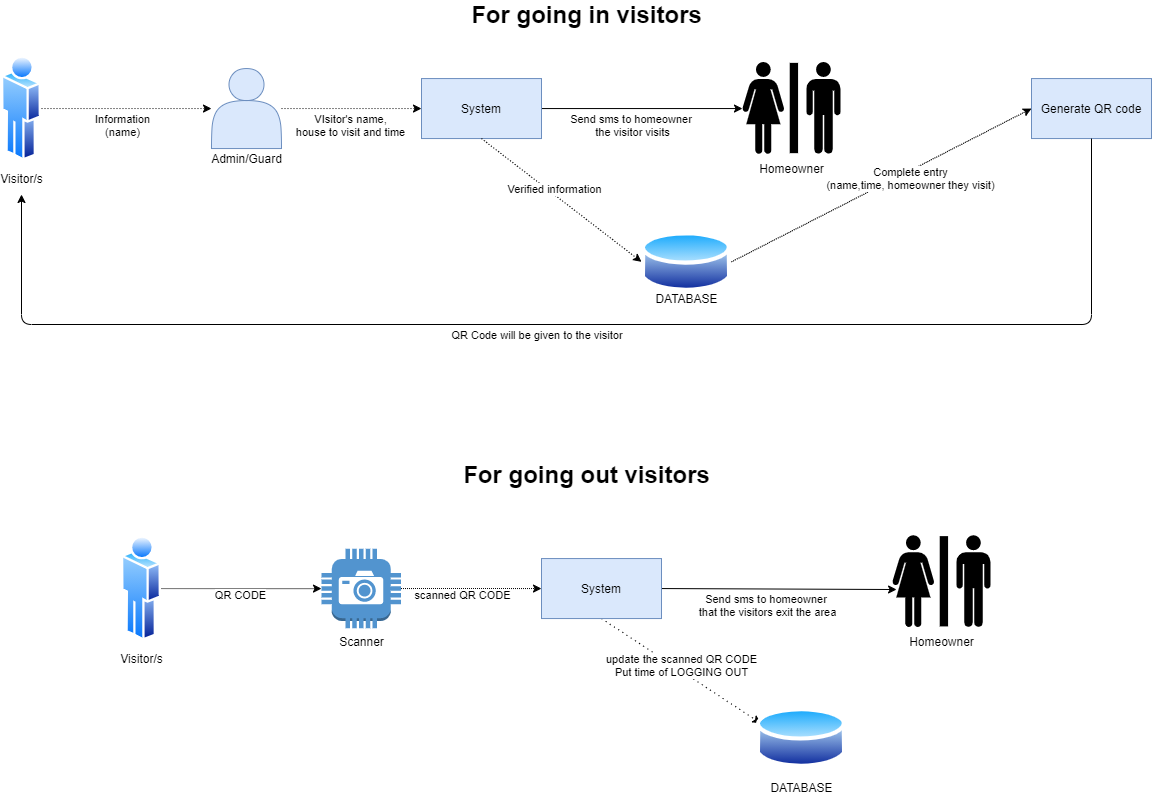 For going in visitors
Visitor/s
Information
(name)
Admin/Guard
VIsitor's name,
house to visit and time
System
Send sms to homeowner
the visitor visits
Homeowner
Generate QR code
Verified information
Complete entry
(name,time, homeowner they visit)
DATABASE
QR Code will be given to the visitor
For going out visitors
Visitor/s
QR CODE
Scanner
scanned QR CODE
System
Send sms to homeowner
that the visitors exit the area
Homeowner
update the scanned QR CODE
Put time of LOGGING OUT
DATABASE